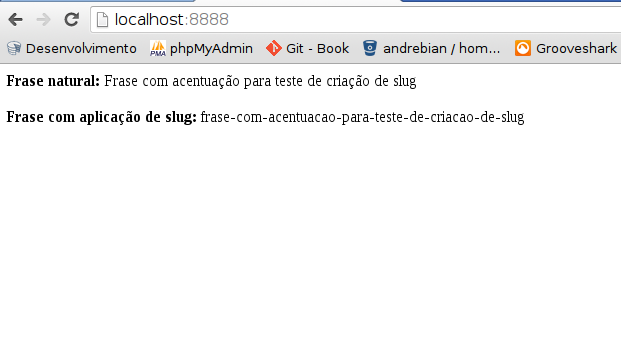 localhost:8888
Desenvolvimento PMA phpMyAdmin Git - Book andrebian / hom... Grooveshark
Frase natural: Frase com acentuação para teste de criação de slug
Frase com aplicação de slug: frase-com-acentuacao-para-teste-de-criacao-de-slug